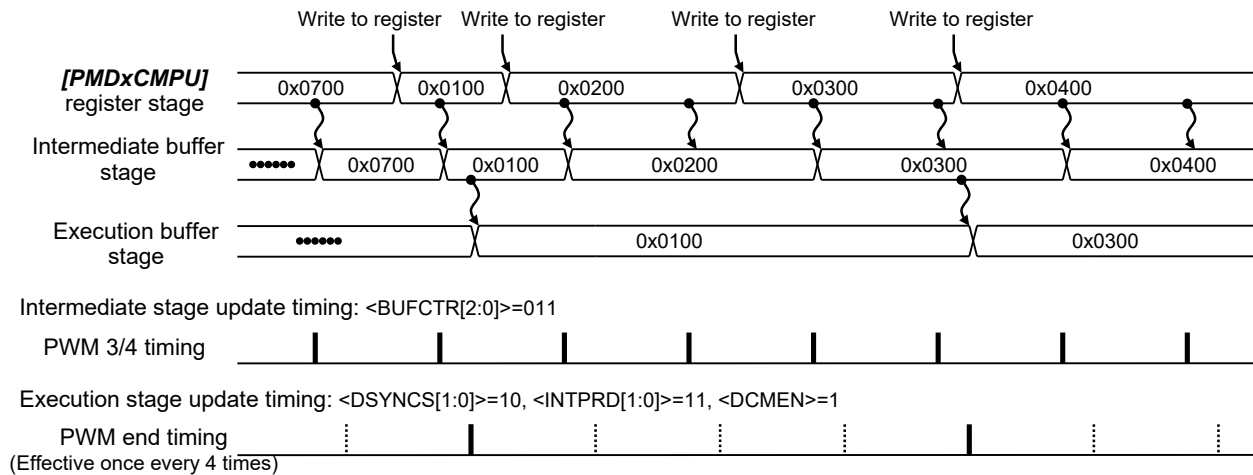 Write to register Write to register Write to register Write to register
[PMDxCMPU]
register stage
0x0700 0x0100 0x0200 0x0300 0x0400
Intermediate buffer
stage
0x0700 0x0100 0x0200 0x0300 0x0400
Execution buffer
stage
0x0100 0x0300
Intermediate stage update timing: <BUFCTR[2:0]>=011
PWM 3/4 timing
Execution stage update timing: <DSYNCS[1:0]>=10, <INTPRD[1:0]>=11, <DCMEN>=1
PWM end timing
(Effective once every 4 times)